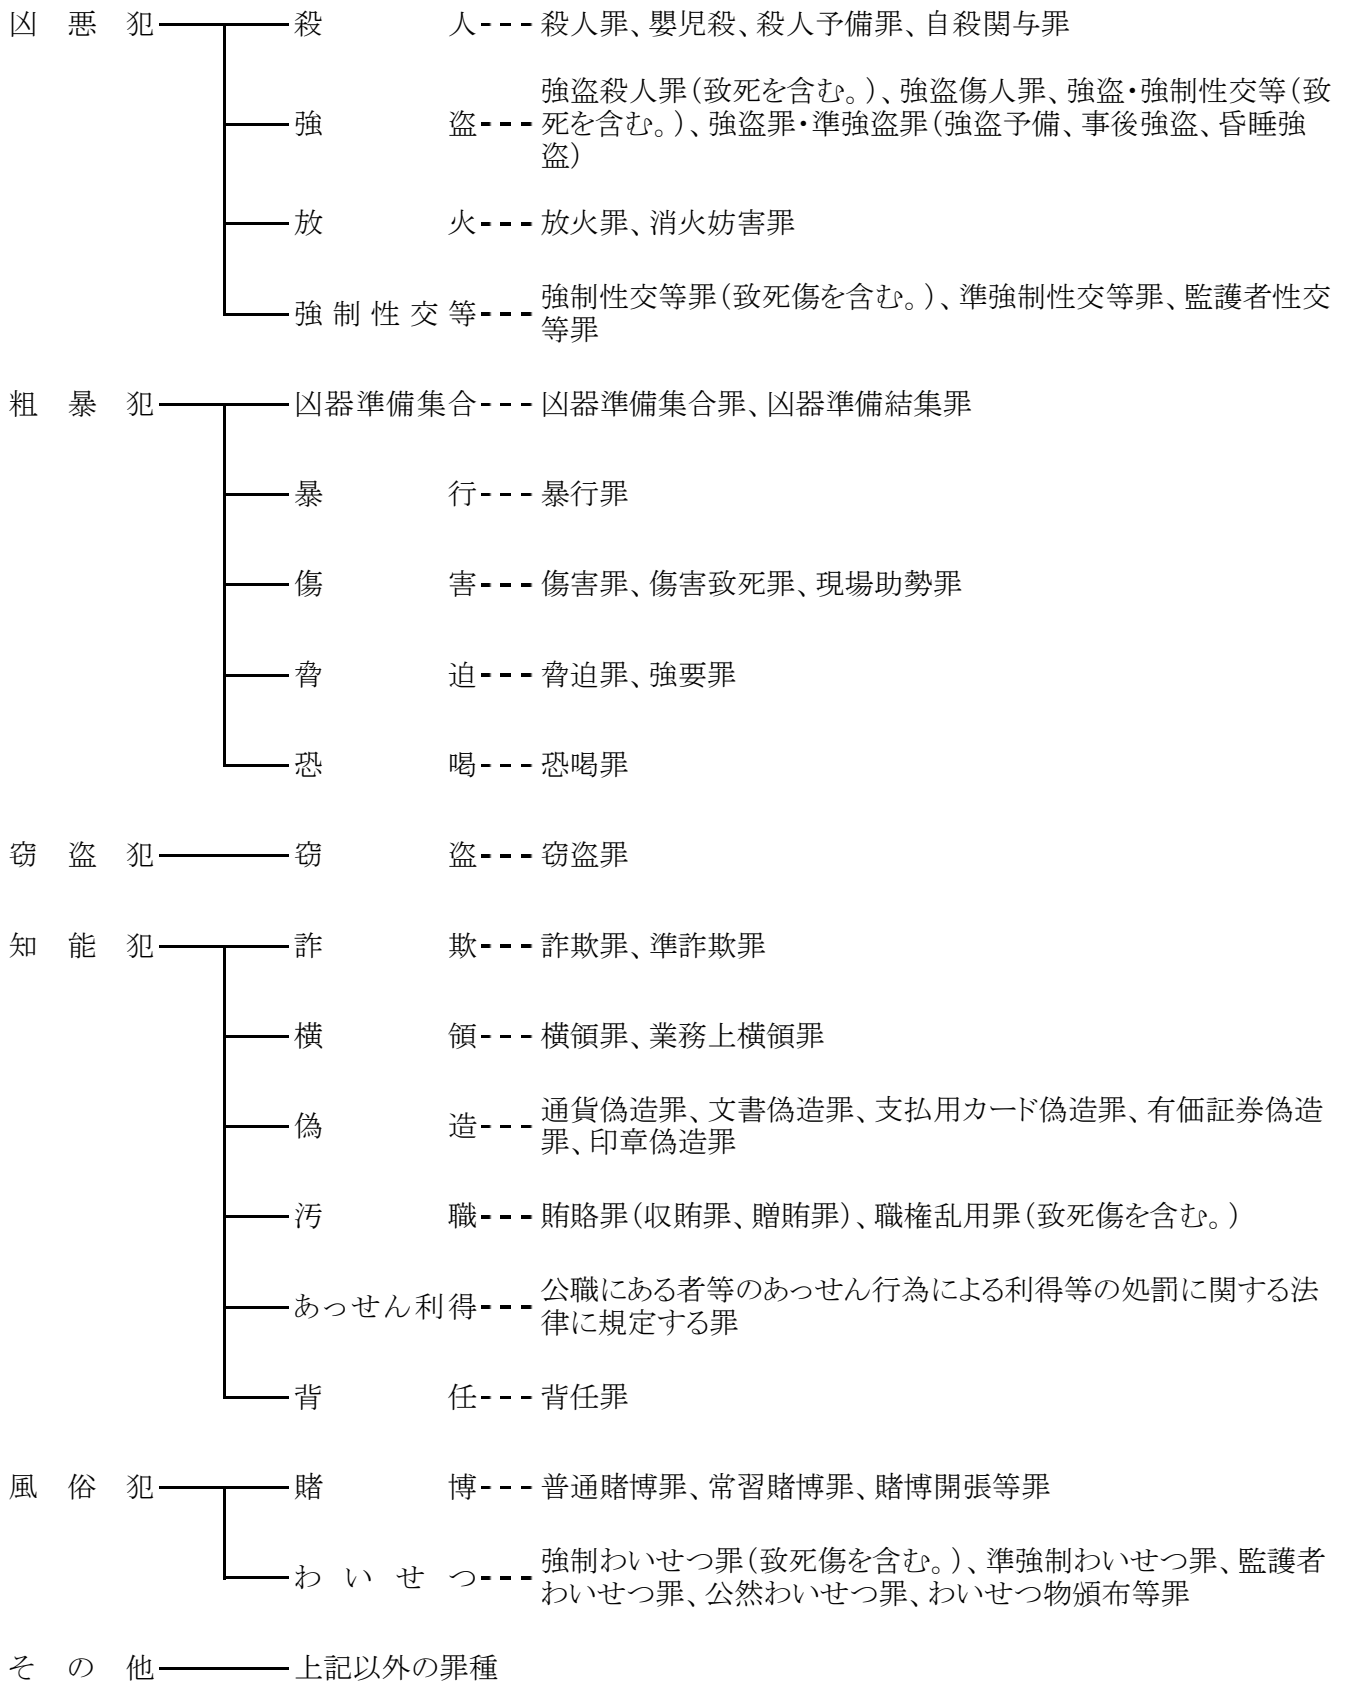 凶悪犯 殺人 殺人罪、嬰児殺、殺人予備罪、自殺関与罪
強盗 強盗殺人罪（致死を含む。）、強盗傷人罪、強盗・強制性交等（致
死を含む。）、強盗罪・準強盗罪（強盗予備、事後強盗、昏睡強
盗）
放火 放火罪、消火妨害罪
強制性交等 強制性交等罪（致死傷を含む。）、準強制性交等罪、監護者性交
等罪
粗暴犯 凶器準備集合 凶器準備集合罪、凶器準備結集罪
暴行 暴行罪
傷害 傷害罪、傷害致死罪、現場助勢罪
脅迫 脅迫罪、強要罪
恐喝 恐喝罪
窃盗犯 窃盗 窃盗罪
知能犯 詐欺 詐欺罪、準詐欺罪
横領 横領罪、業務上横領罪
偽造 通貨偽造罪、文書偽造罪、支払用カード偽造罪、有価証券偽造
罪、印章偽造罪
汚職 賄賂罪（収賄罪、贈賄罪）、職権乱用罪（致死傷を含む。）
あっせん利得 公職にある者等のあっせん行為による利得等の処罰に関する法
律に規定する罪
背任 背任罪
風俗犯 賭博 普通賭博罪、常習賭博罪、賭博開張等罪
わいせつ 強制わいせつ罪（致死傷を含む。）、準強制わいせつ罪、監護者
わいせつ罪、公然わいせつ罪、わいせつ物頒布等罪
その他 上記以外の罪種